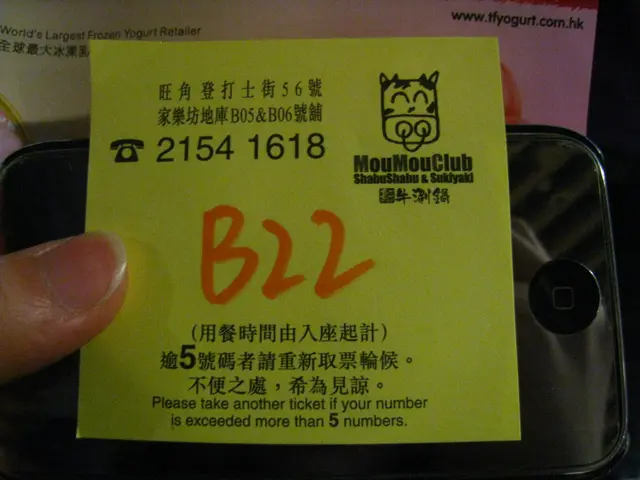 World's Largest Frozen Yogurt Retailer
www.tfyogurt.com.hk
全球最大冰凍
旺角 登打士街56號
家樂坊地庫B05&B06號舖
☎ 2154 1618
MouMouClub
ShabuShabu & Sukiyaki
牛涮鍋
B22
(用餐時間由入座起計)
逾5號碼者請重新取票輪候。
不便之處,希為見諒。
Please take another ticket if your number
is exceeded more than 5 numbers.